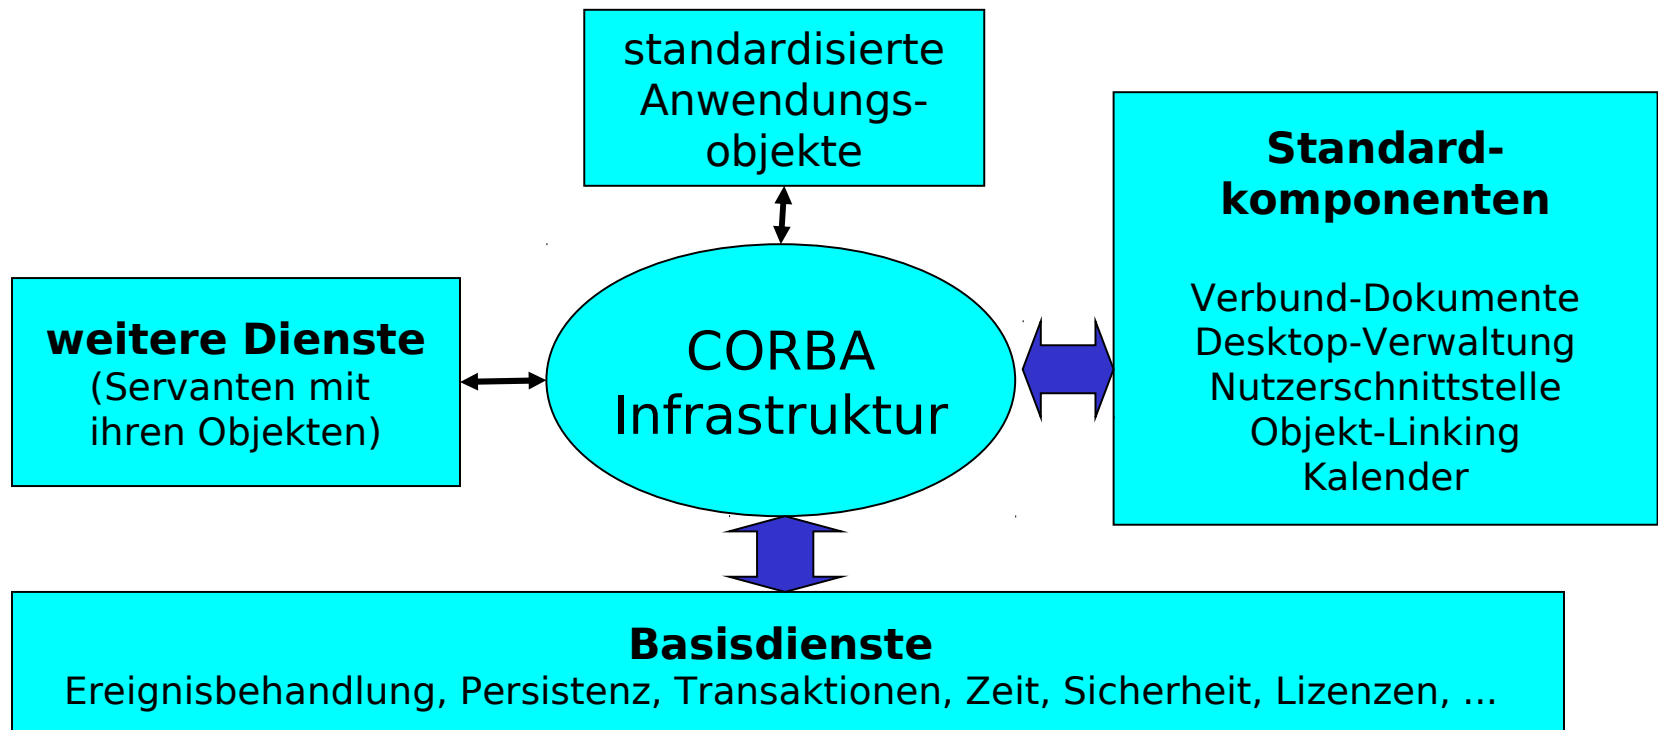 standardisierte
Anwendungs-
objekte
Standard-
komponenten
Verbund-Dokumente
Desktop-Verwaltung
Nutzerschnittstelle
Objekt-Linking
Kalender
weitere Dienste
(Servanten mit
ihren Objekten)
CORBA
Infrastruktur
Basisdienste
Ereignisbehandlung, Persistenz, Transaktionen, Zeit, Sicherheit, Lizenzen, ...